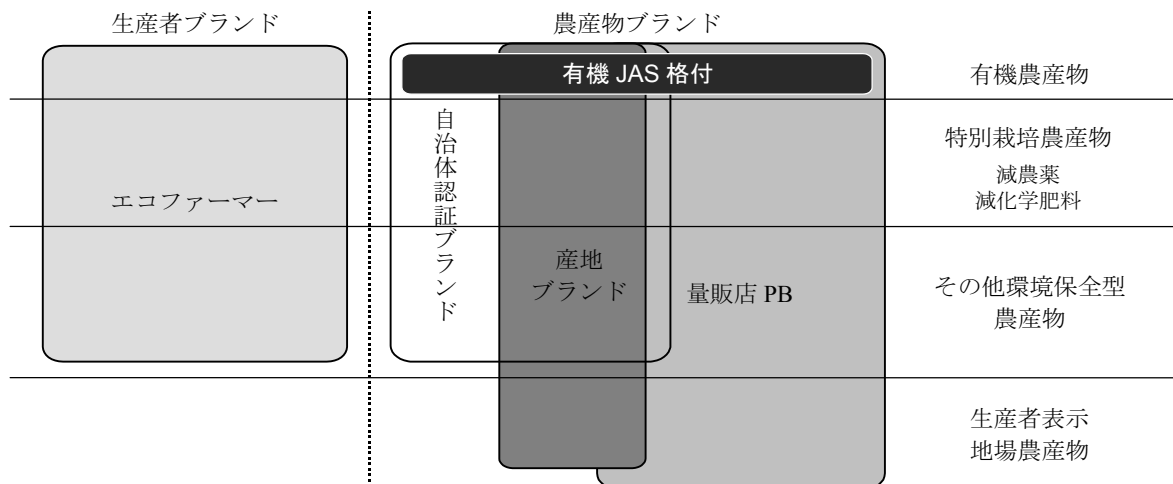 生産者ブランド
農産物ブランド
有機 JAS 格付
有機農産物
自治体認証ブランド
特別栽培農産物
減農薬
減化学肥料
エコファーマー
産地
ブランド
量販店 PB
その他環境保全型
農産物
生産者表示
地場農産物